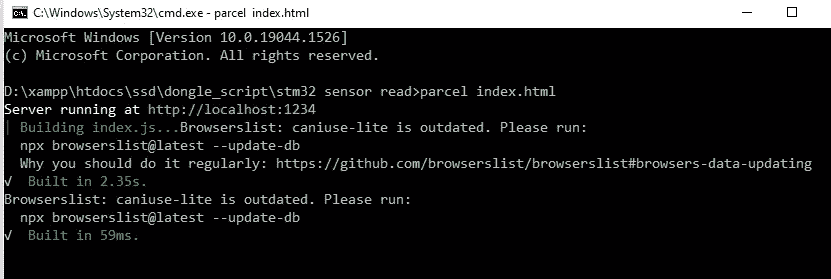 C:\Windows\System32\cmd.exe - parcel  index.html
Microsoft Windows [Version 10.0.19044.1526]
(c) Microsoft Corporation. All rights reserved.
D:\xampp\htdocs\ssd\dongle_script\stm32 sensor read>parcel index.html
Server running at http://localhost:1234
| Building index.js...Browserslist: caniuse-lite is outdated. Please run:
  npx browserslist@latest --update-db
  Why you should do it regularly: https://github.com/browserslist/browserslist#browsers-data-updating
√  Built in 2.35s.
Browserslist: caniuse-lite is outdated. Please run:
  npx browserslist@latest --update-db
√  Built in 59ms.